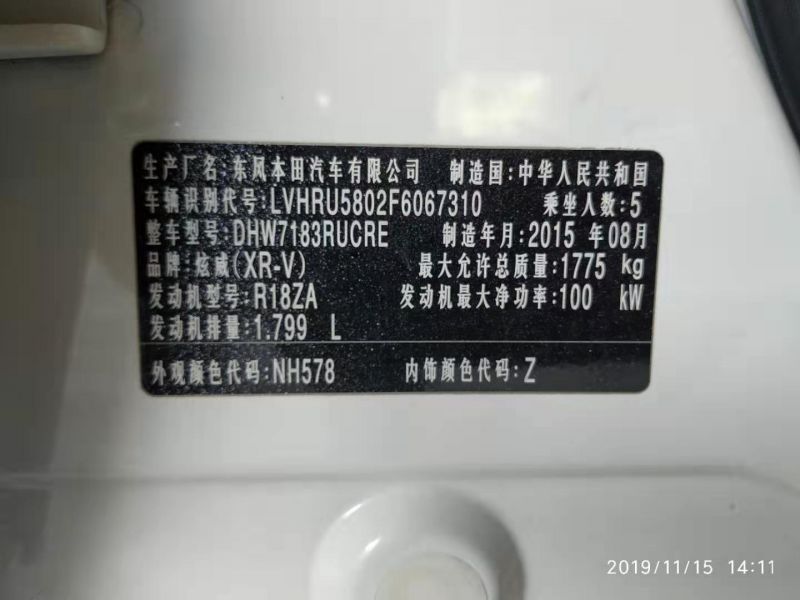 生产厂名:东风本田汽车有限公司 制造国:中华人民共和国
车辆识别代号:LVHRU5802F6067310 乘坐人数:5
整车型号:DHW7183RUCRE 制造年月:2015 年08月
品牌:炫威(XR-V) 最大允许总质量:1775 kg
发动机型号:R18ZA 发动机最大净功率:100 kW
发动机排量:1.799 L
外观颜色代码:NH578 内饰颜色代码:Z
2019/11/15 14:11